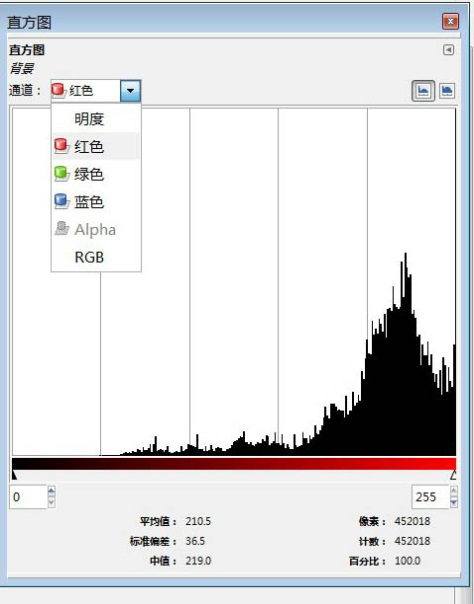 直方图
直方图
背景
通道： 红色
明度
红色
绿色
蓝色
Alpha
RGB
0 255
平均值： 210.5 像素： 452018
标准偏差： 36.5 计数： 452018
中值： 219.0 百分比： 100.0